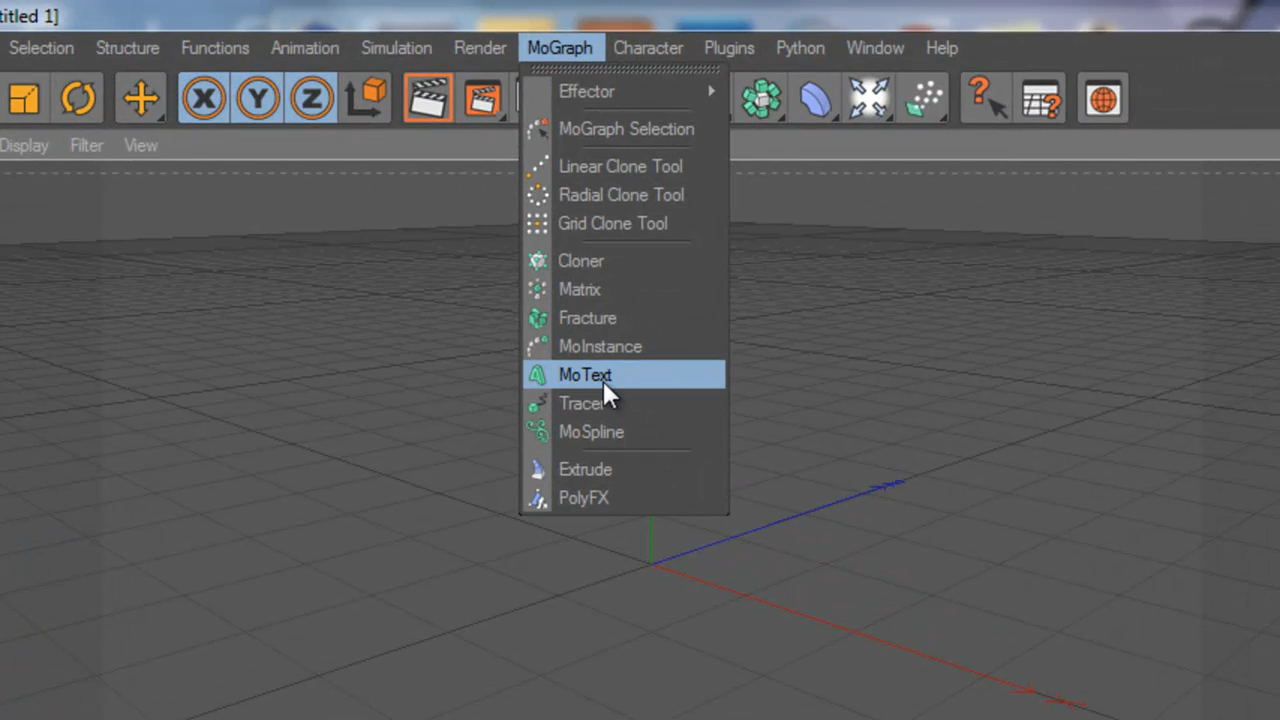 titled 1]
Selection Structure Functions Animation Simulation Render MoGraph Character Plugins Python Window Help
X Y Z ? ?
Display Filter View
Effector
MoGraph Selection
Linear Clone Tool
Radial Clone Tool
Grid Clone Tool
Cloner
Matrix
Fracture
MoInstance
MoText
Tracer
MoSpline
Extrude
PolyFX